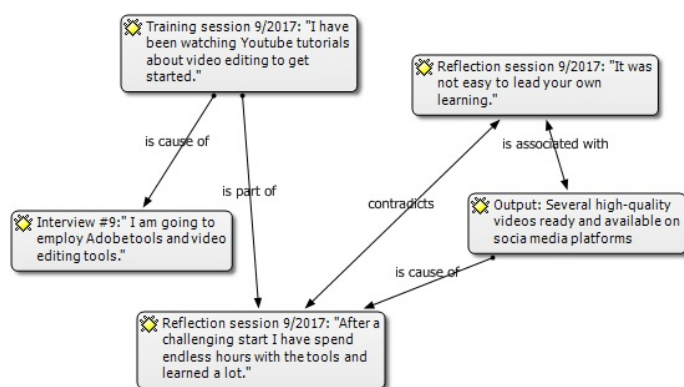 Training session 9/2017: "I have
been watching Youtube tutorials
about video editing to get
started."
Reflection session 9/2017: "It was
not easy to lead your own
learning."
is cause of
is associated with
is part of
contradicts
Interview #9:" I am going to
employ Adobetools and video
editing tools."
Output: Several high-quality
videos ready and available on
socia media platforms
is cause of
Reflection session 9/2017: "After a
challenging start I have spend
endless hours with the tools and
learned a lot."